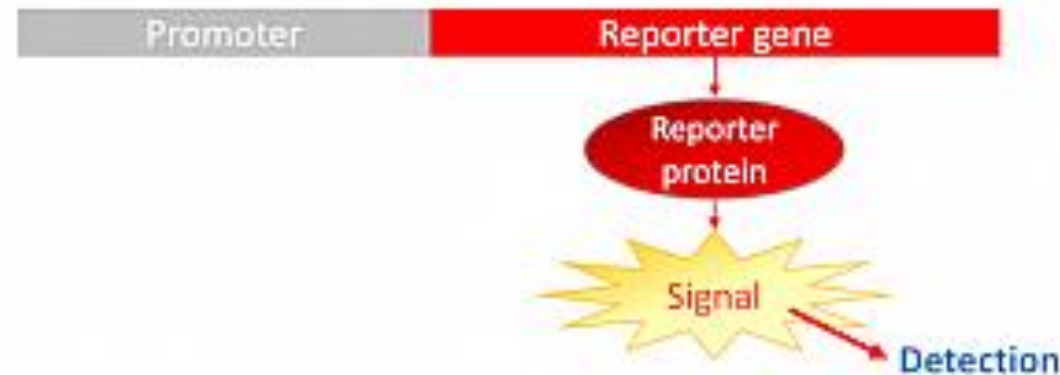 Promoter
Reporter gene
Reporter
protein
Signal
Detection